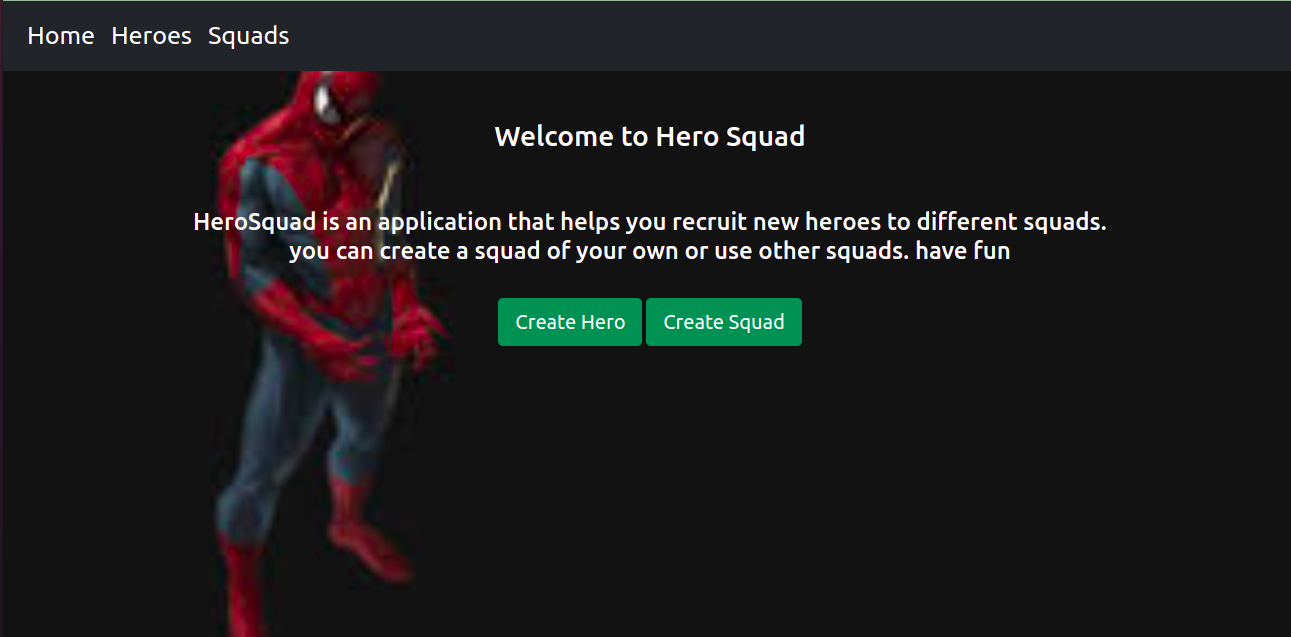 Home Heroes Squads
Welcome to Hero Squad
HeroSquad is an application that helps you recruit new heroes to different squads.
you can create a squad of your own or use other squads. have fun
Create Hero Create Squad